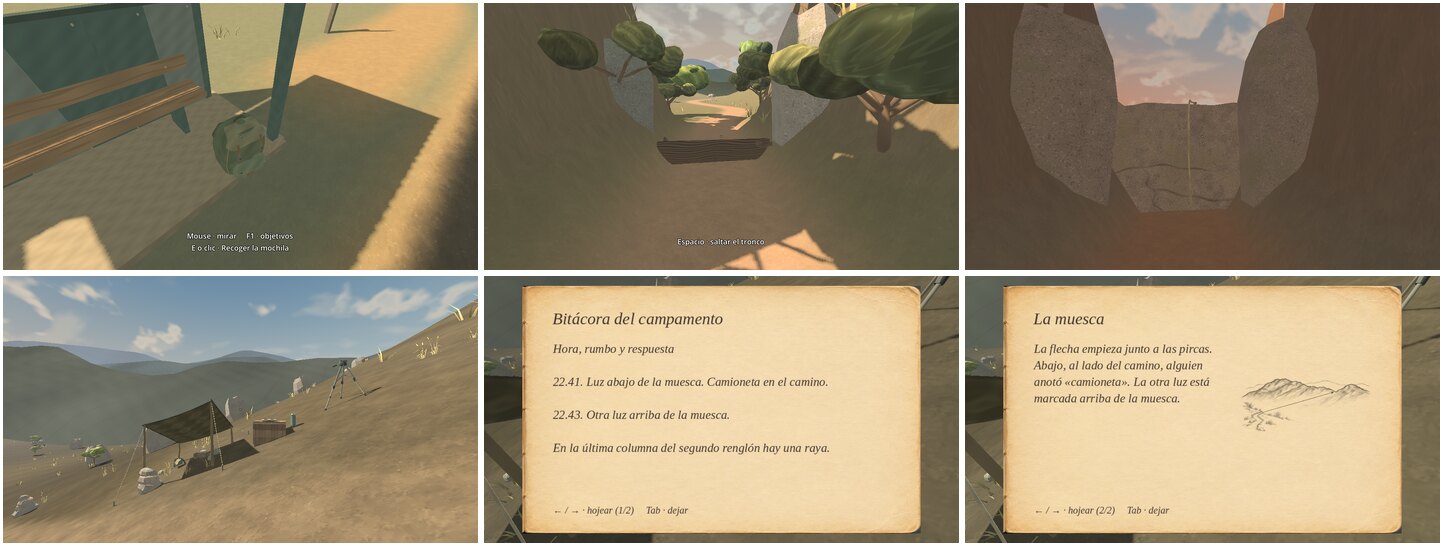 Mouse · mirar    F1 · objetivos
E o clic · Recoger la mochila
Espacio · saltar el tronco
Bitácora del campamento
Hora, rumbo y respuesta
22.41. Luz abajo de la muesca. Camioneta en el camino.
22.43. Otra luz arriba de la muesca.
En la última columna del segundo renglón hay una raya.
← / → · hojear (1/2)    Tab · dejar
La muesca
La flecha empieza junto a las pircas.
Abajo, al lado del camino, alguien
anotó «camioneta». La otra luz está
marcada arriba de la muesca.
← / → · hojear (2/2)    Tab · dejar